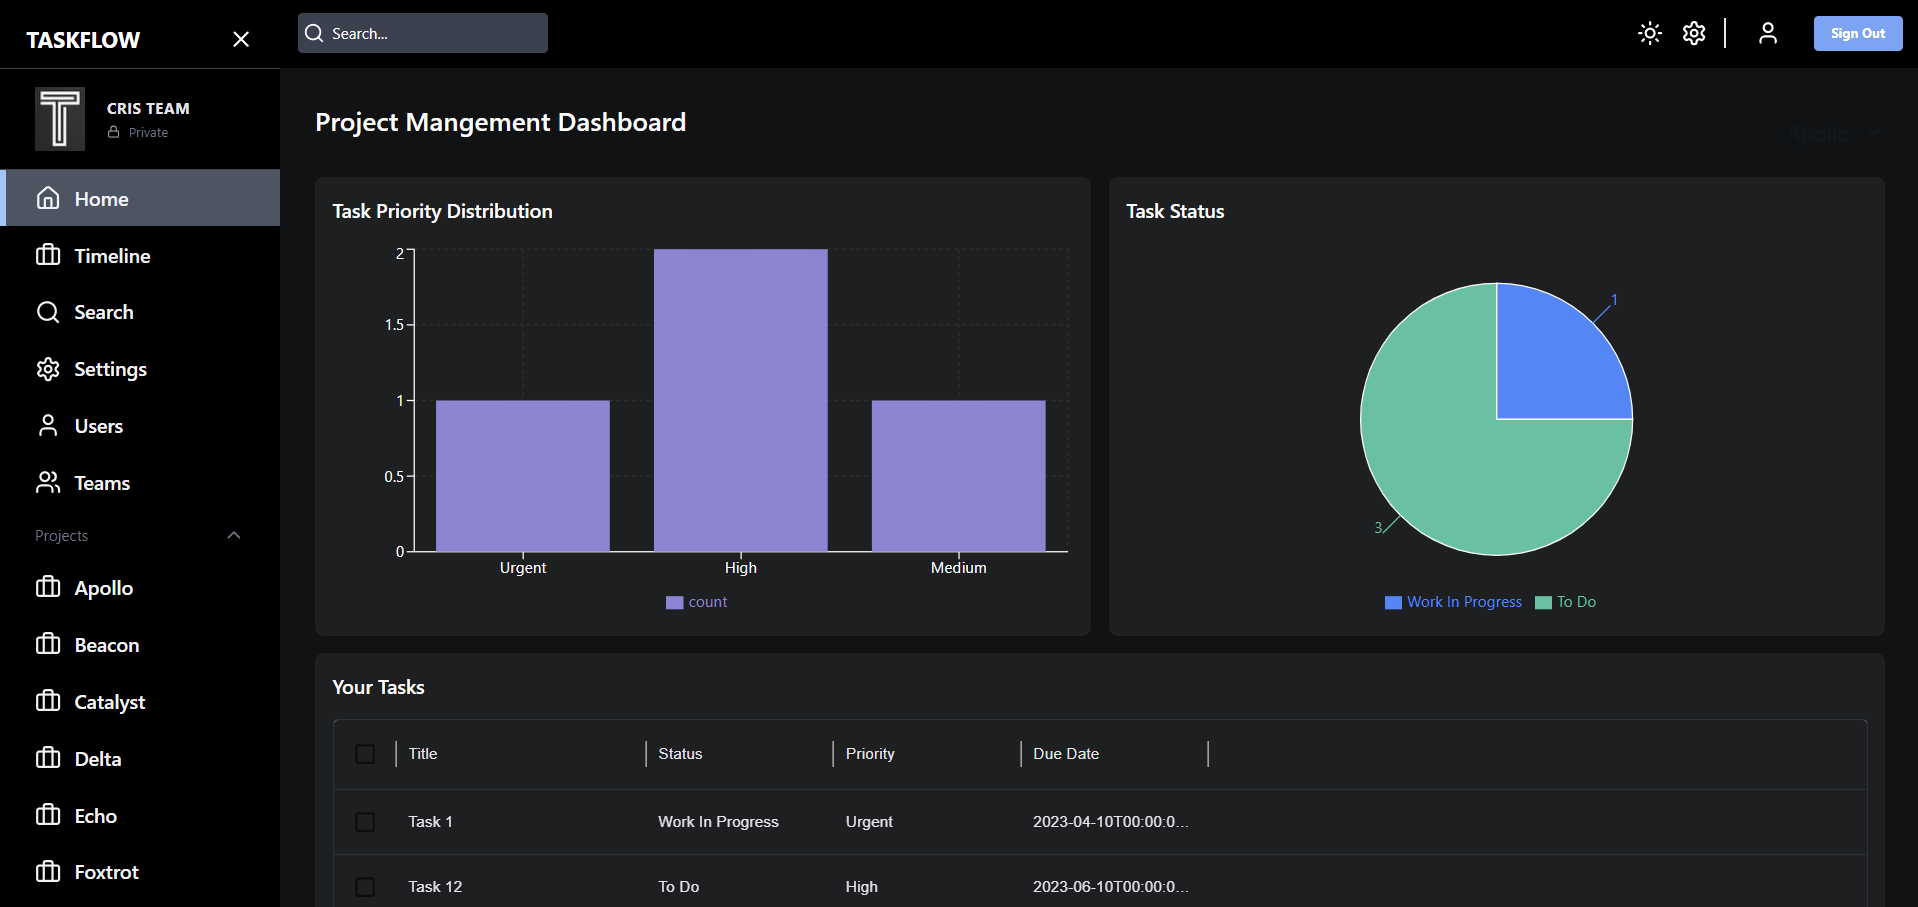 TASKFLOW
Search...
Sign Out
CRIS TEAM
Private
Home
Timeline
Search
Settings
Users
Teams
Projects
Apollo
Beacon
Catalyst
Delta
Echo
Foxtrot
Project Mangement Dashboard
Apollo
Task Priority Distribution
2
1.5
1
0.5
0
Urgent High Medium
count
Task Status
1
3
Work In Progress To Do
Your Tasks
Title Status Priority Due Date
Task 1 Work In Progress Urgent 2023-04-10T00:00:0...
Task 12 To Do High 2023-06-10T00:00:0...